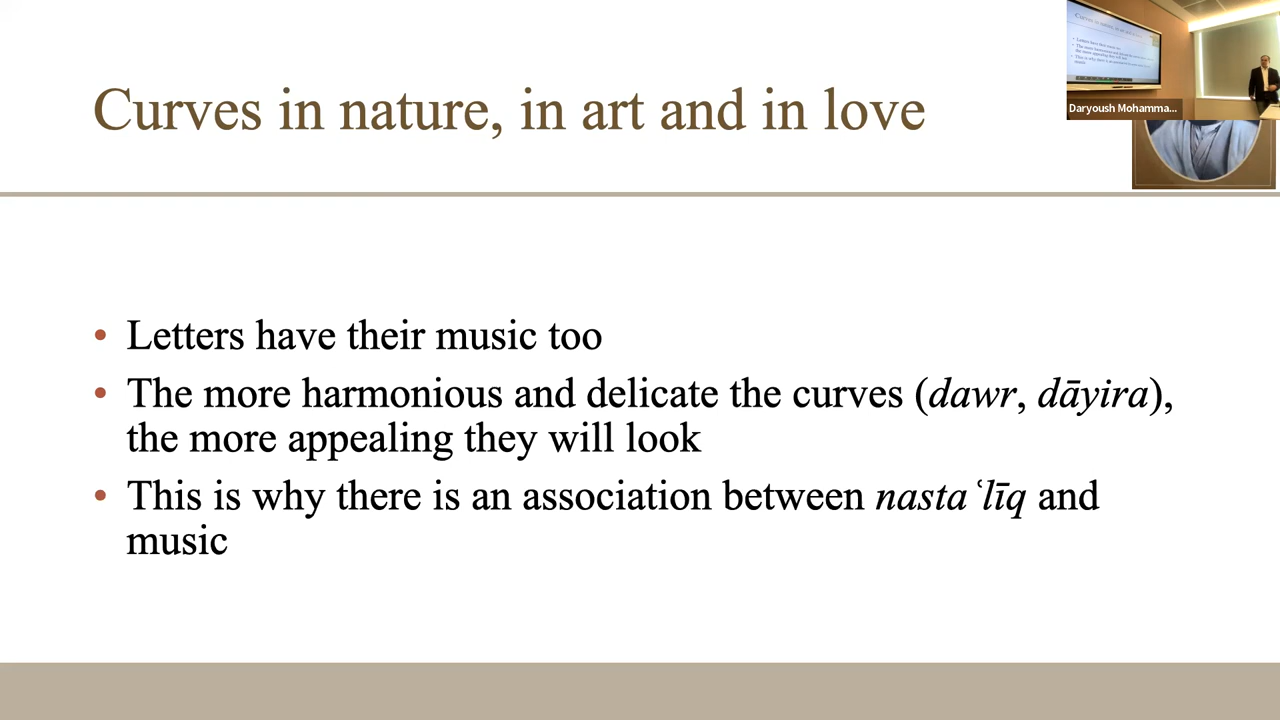 Curves in nature, in art and in love
Daryoush Mohamma...
• Letters have their music too
• The more harmonious and delicate the curves (dawr, dāyira),
the more appealing they will look
• This is why there is an association between nastaʿlīq and
music